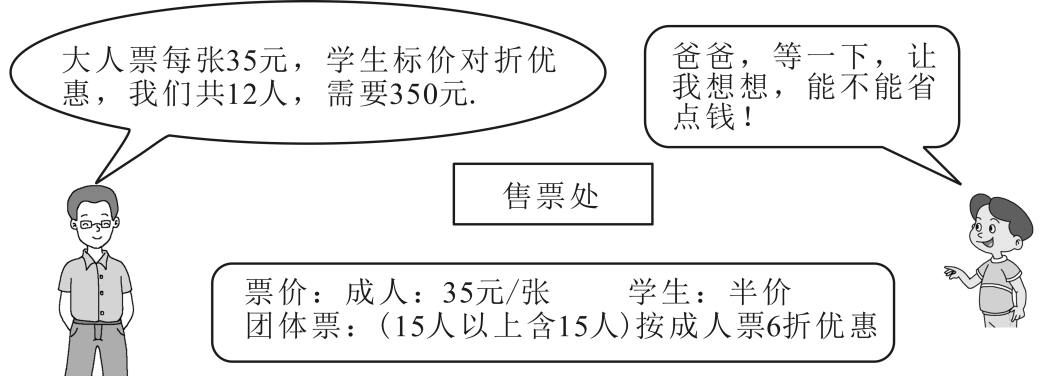 大人票每张35元，学生标价对折优
惠，我们共12人，需要350元.
爸爸，等一下，让
我想想，能不能省
点钱！
售票处
票价：成人：35元/张 学生：半价
团体票：(15人以上含15人)按成人票6折优惠